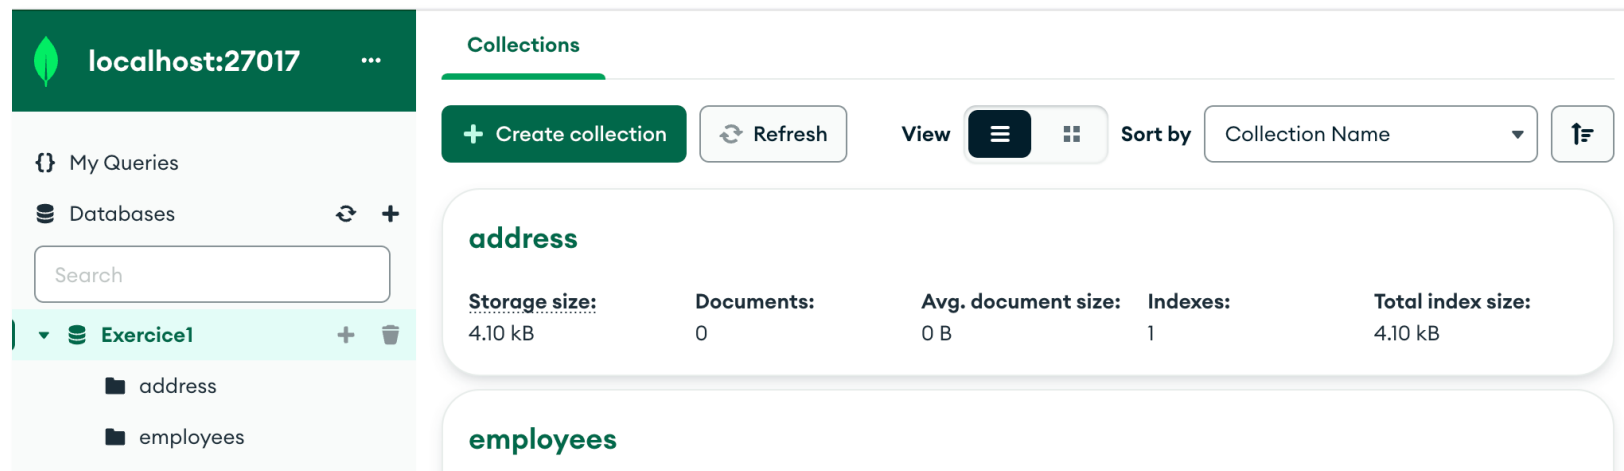 localhost:27017
...
My Queries
Databases
Search
Exercice1
address
employees
Collections
+ Create collection
Refresh
View
Sort by
Collection Name
address
Storage size: Documents: Avg. document size: Indexes: Total index size:
4.10 kB 0 0 B 1 4.10 kB
employees